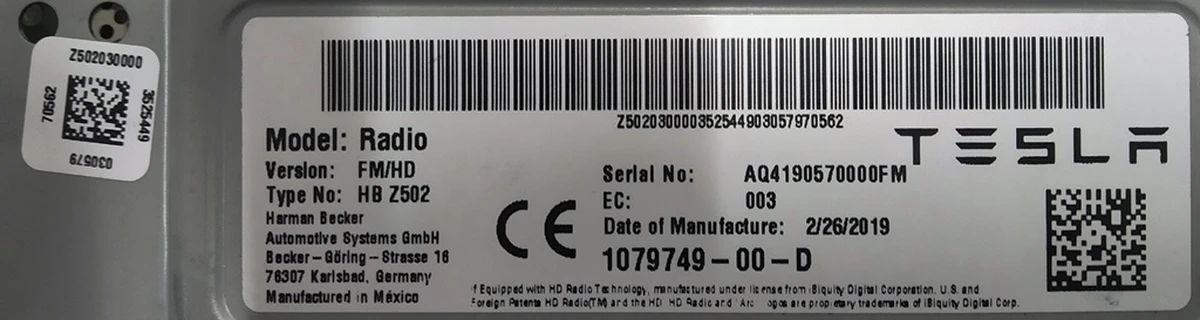 Z502030000
70562
3525449
030579
Z502030000352544903057970562
TESLA
Model: Radio
Version: FM/HD
Type No: HB Z502
Harman Becker
Automotive Systems GmbH
Becker-Göring-Strasse 16
76307 Karlsbad, Germany
Manufactured in México
CE
Serial No: AQ4190570000FM
EC: 003
Date of Manufacture: 2/26/2019
1079749-00-D
If Equipped with HD Radio Technology, manufactured under license from iBiquity Digital Corporation. U.S. and
Foreign Patents HD Radio(TM) and the HD HD Radio and "Arc" logos are proprietary trademarks of iBiquity Digital Corp.